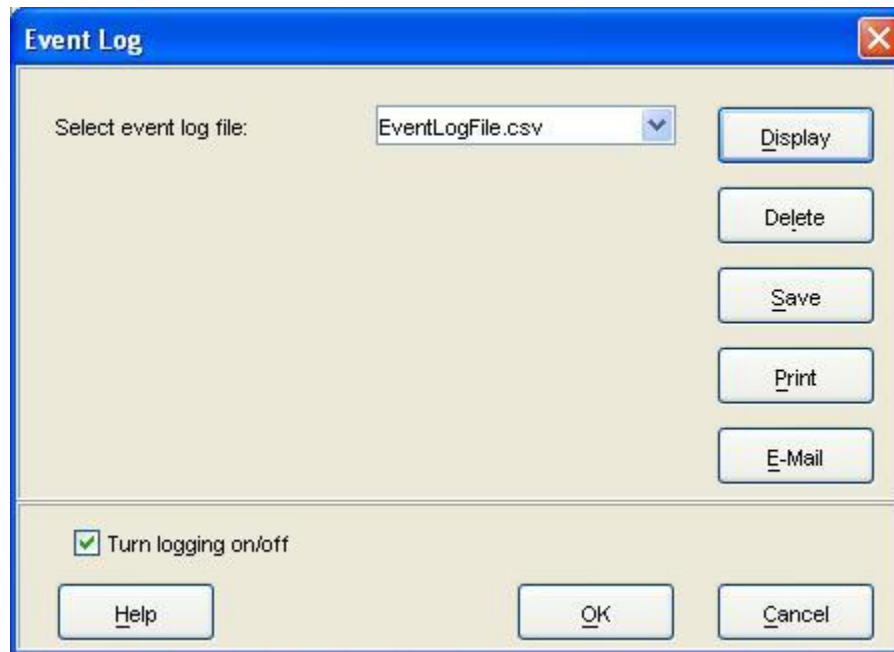 Event Log
Select event log file:
EventLogFile.csv
Display
Delete
Save
Print
E-Mail
Turn logging on/off
Help
OK
Cancel